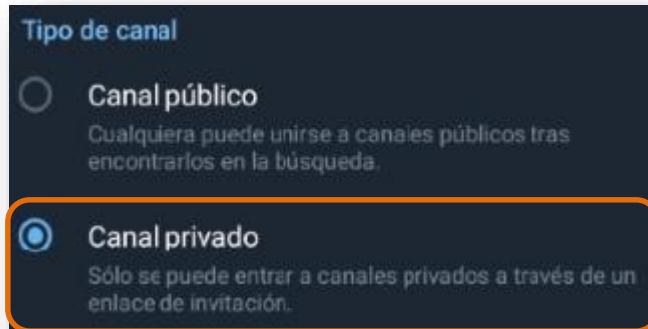 Tipo de canal
Canal público
Cualquiera puede unirse a canales públicos tras
encontrarlos en la búsqueda.
Canal privado
Sólo se puede entrar a canales privados a través de un
enlace de invitación.